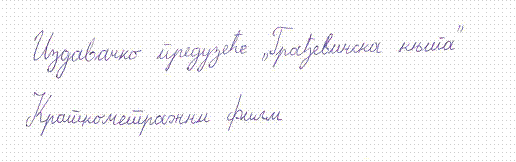 Издавачко предузеће „Грађевинска књига”
Краткометражни филм